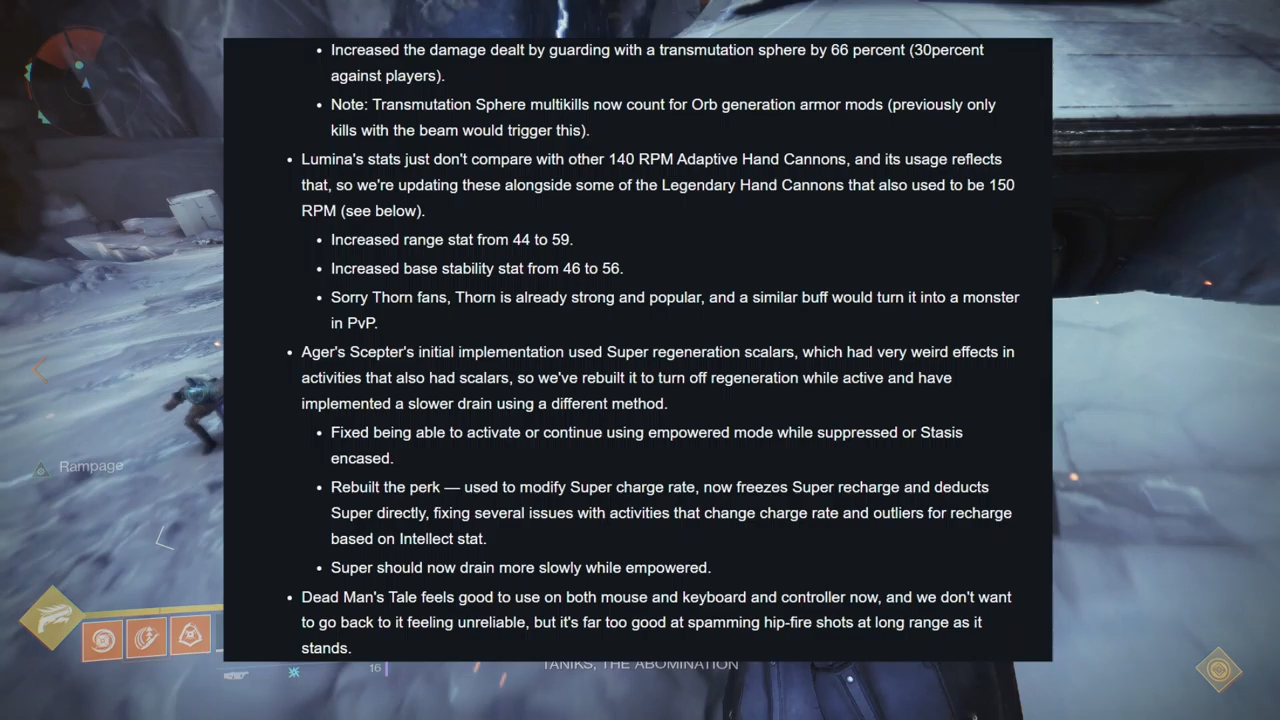 Increased the damage dealt by guarding with a transmutation sphere by 66 percent (30percent
against players).
Note: Transmutation Sphere multikills now count for Orb generation armor mods (previously only
kills with the beam would trigger this).
Lumina's stats just don't compare with other 140 RPM Adaptive Hand Cannons, and its usage reflects
that, so we're updating these alongside some of the Legendary Hand Cannons that also used to be 150
RPM (see below).
Increased range stat from 44 to 59.
Increased base stability stat from 46 to 56.
Sorry Thorn fans, Thorn is already strong and popular, and a similar buff would turn it into a monster
in PvP.
Ager's Scepter's initial implementation used Super regeneration scalars, which had very weird effects in
activities that also had scalars, so we've rebuilt it to turn off regeneration while active and have
implemented a slower drain using a different method.
Fixed being able to activate or continue using empowered mode while suppressed or Stasis
encased.
Rampage
Rebuilt the perk — used to modify Super charge rate, now freezes Super recharge and deducts
Super directly, fixing several issues with activities that change charge rate and outliers for recharge
based on Intellect stat.
Super should now drain more slowly while empowered.
Dead Man's Tale feels good to use on both mouse and keyboard and controller now, and we don't want
to go back to it feeling unreliable, but it's far too good at spamming hip-fire shots at long range as it
stands.
16
TANIKS, THE ABOMINATION